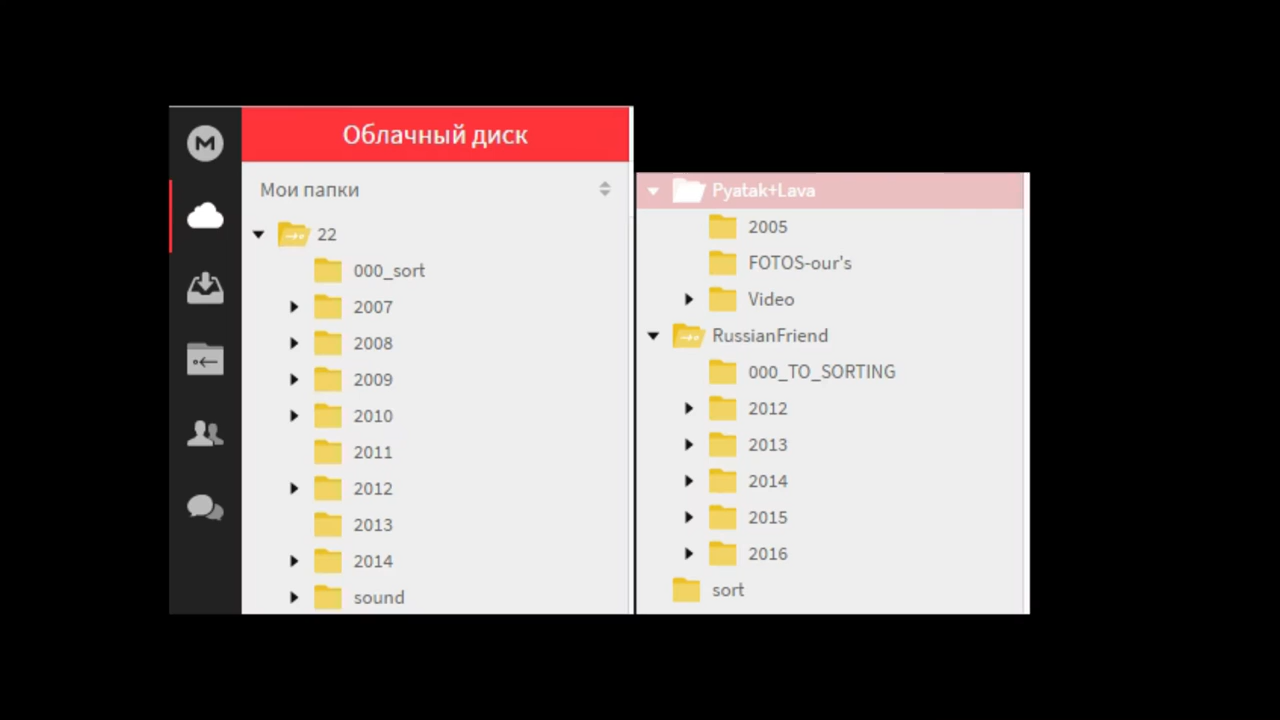 Облачный диск
Мои папки
22
000_sort
2007
2008
2009
2010
2011
2012
2013
2014
sound
Pyatak+Lava
2005
FOTOS-our's
Video
RussianFriend
000_TO_SORTING
2012
2013
2014
2015
2016
sort